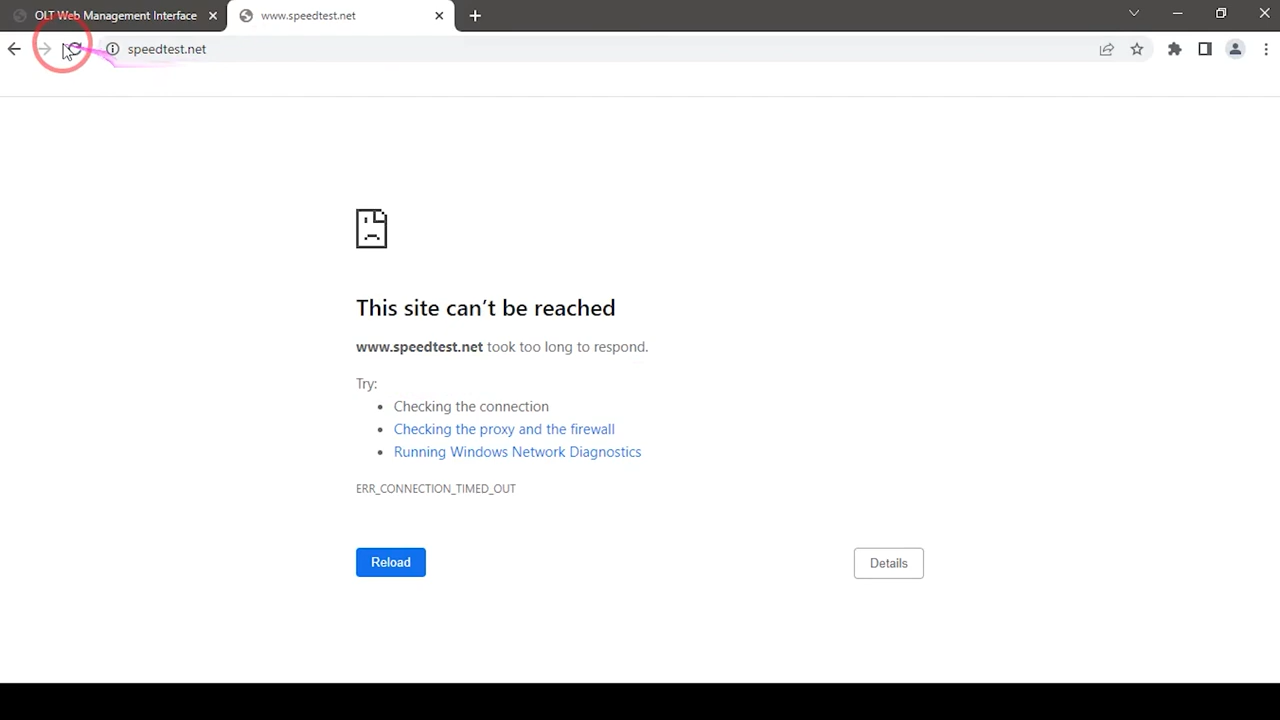 OLT Web Management Interface
www.speedtest.net
speedtest.net
This site can’t be reached
www.speedtest.net took too long to respond.
Try:
Checking the connection
Checking the proxy and the firewall
Running Windows Network Diagnostics
ERR_CONNECTION_TIMED_OUT
Reload
Details